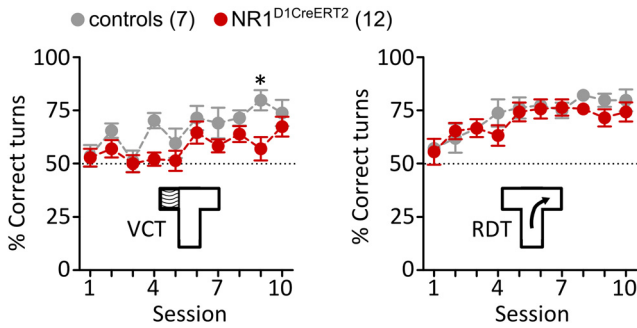 controls (7) NR1D1CreERT2 (12)
% Correct turns
100
75
50
25
0
*
VCT
1 4 7 10
Session
% Correct turns
100
75
50
25
0
RDT
1 4 7 10
Session